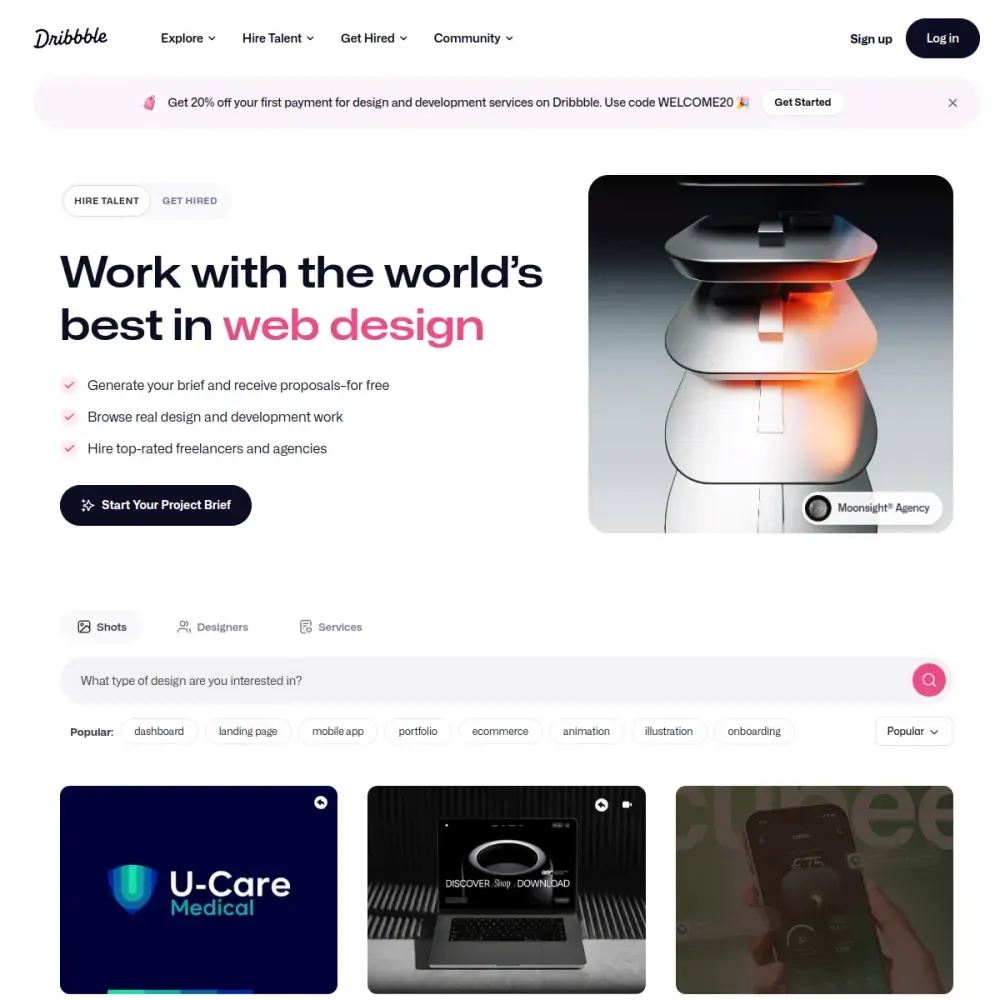 Dribbble
Explore Hire Talent Get Hired Community Sign up Log in
Get 20% off your first payment for design and development services on Dribbble. Use code WELCOME20 🎉 Get Started
HIRE TALENT GET HIRED
Work with the world’s
best in web design
Generate your brief and receive proposals–for free
Browse real design and development work
Hire top-rated freelancers and agencies
Start Your Project Brief
Moonsight® Agency
Shots Designers Services
What type of design are you interested in?
Popular: dashboard landing page mobile app portfolio ecommerce animation illustration onboarding Popular
U-Care
Medical
DISCOVER Shop DOWNLOAD